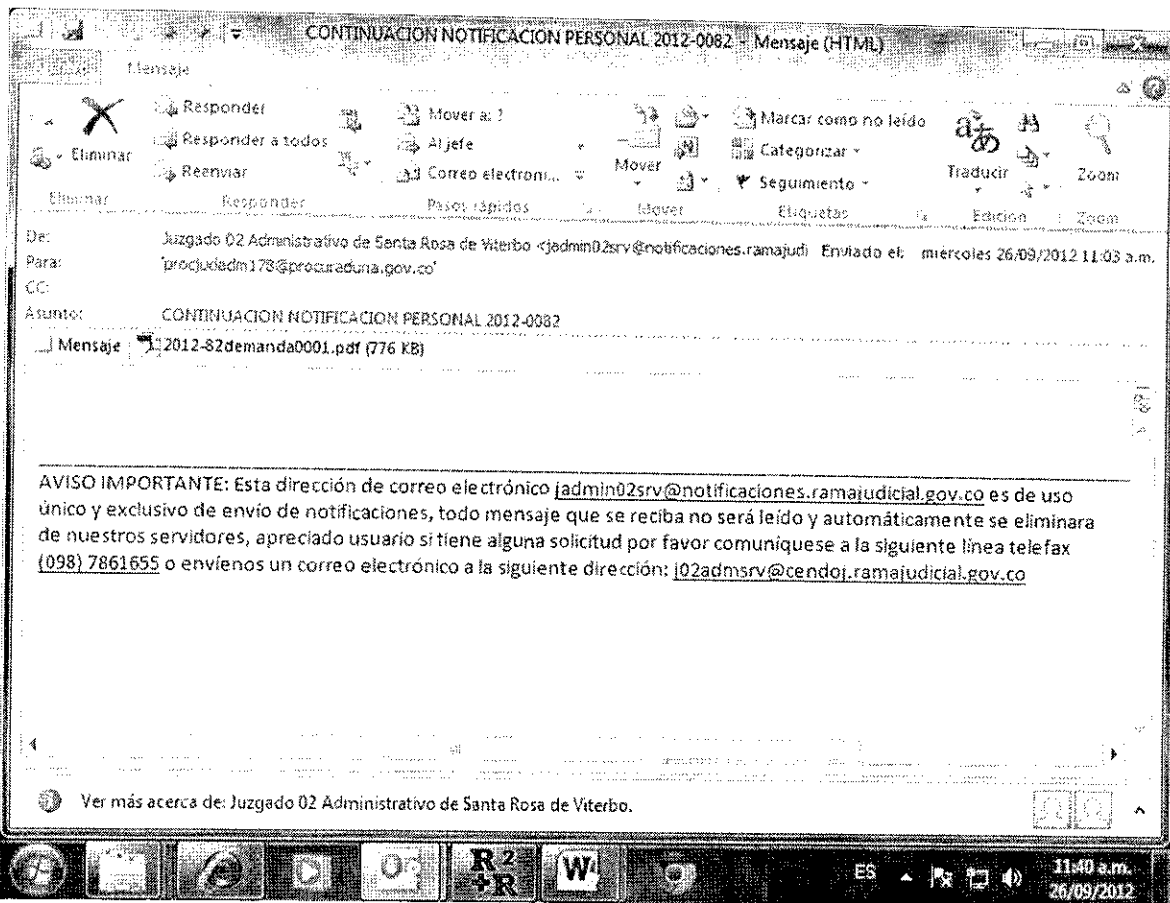 CONTINUACION NOTIFICACION PERSONAL 2012-0082 - Mensaje (HTML)
Mensaje
Eliminar
Responder
Responder a todos
Reenviar
Mover a: ?
Al jefe
Correo electroni...
Mover
Marcar como no leído
Categorizar
Seguimiento
Traducir
Zoom
Eliminar
Responder
Pasos rápidos
Mover
Etiquetas
Edición
Zoom
De: Juzgado 02 Administrativo de Santa Rosa de Viterbo <jadmin02srv@notificaciones.ramajudi Enviado el: miércoles 26/09/2012 11:03 a.m.
Para: 'procjudadm178@procuraduria.gov.co'
CC:
Asunto: CONTINUACION NOTIFICACION PERSONAL 2012-0082
Mensaje 2012-82demanda0001.pdf (776 KB)
AVISO IMPORTANTE: Esta dirección de correo electrónico jadmin02srv@notificaciones.ramajudicial.gov.co es de uso
único y exclusivo de envío de notificaciones, todo mensaje que se reciba no será leído y automáticamente se eliminara
de nuestros servidores, apreciado usuario si tiene alguna solicitud por favor comuníquese a la siguiente línea telefax
(098) 7861655 o envíenos un correo electrónico a la siguiente dirección: j02admsrv@cendoj.ramajudicial.gov.co
Ver más acerca de: Juzgado 02 Administrativo de Santa Rosa de Viterbo.
R 2
+R
W
ES
11:40 a.m.
26/09/2012